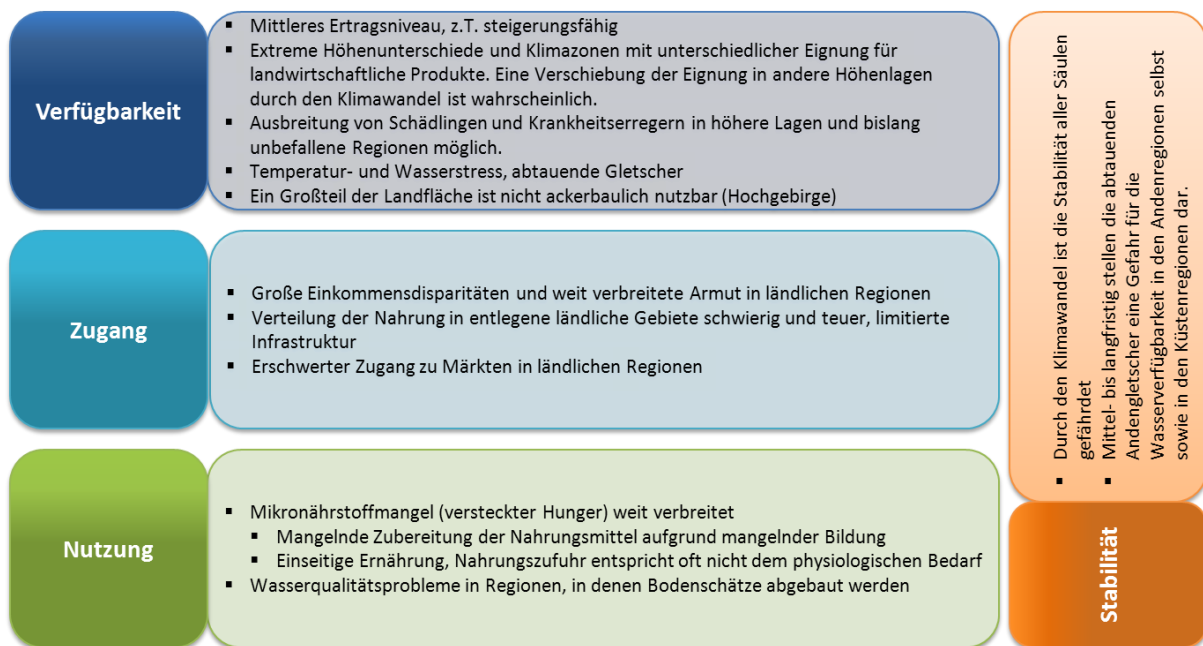 Verfügbarkeit
▪ Mittleres Ertragsniveau, z.T. steigerungsfähig
▪ Extreme Höhenunterschiede und Klimazonen mit unterschiedlicher Eignung für
landwirtschaftliche Produkte. Eine Verschiebung der Eignung in andere Höhenlagen
durch den Klimawandel ist wahrscheinlich.
▪ Ausbreitung von Schädlingen und Krankheitserregern in höhere Lagen und bislang
unbefallene Regionen möglich.
▪ Temperatur- und Wasserstress, abtauende Gletscher
▪ Ein Großteil der Landfläche ist nicht ackerbaulich nutzbar (Hochgebirge)
Zugang
▪ Große Einkommensdisparitäten und weit verbreitete Armut in ländlichen Regionen
▪ Verteilung der Nahrung in entlegene ländliche Gebiete schwierig und teuer, limitierte
Infrastruktur
▪ Erschwerter Zugang zu Märkten in ländlichen Regionen
Nutzung
▪ Mikronährstoffmangel (versteckter Hunger) weit verbreitet
▪ Mangelnde Zubereitung der Nahrungsmittel aufgrund mangelnder Bildung
▪ Einseitige Ernährung, Nahrungszufuhr entspricht oft nicht dem physiologischen Bedarf
▪ Wasserqualitätsprobleme in Regionen, in denen Bodenschätze abgebaut werden
Stabilität
▪ Durch den Klimawandel ist die Stabilität aller Säulen
gefährdet
▪ Mittel- bis langfristig stellen die abtauenden
Andengletscher eine Gefahr für die
Wasserverfügbarkeit in den Andenregionen selbst
sowie in den Küstenregionen dar.